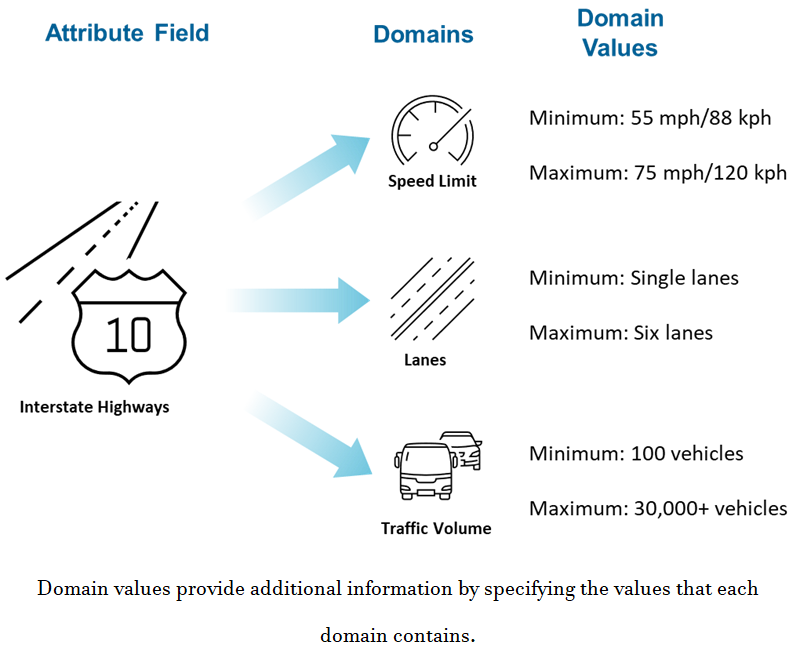 Attribute Field
Domains
Domain
Values
Minimum: 55 mph/88 kph
Maximum: 75 mph/120 kph
Speed Limit
10
Interstate Highways
Minimum: Single lanes
Maximum: Six lanes
Lanes
Minimum: 100 vehicles
Maximum: 30,000+ vehicles
Traffic Volume
Domain values provide additional information by specifying the values that each
domain contains.